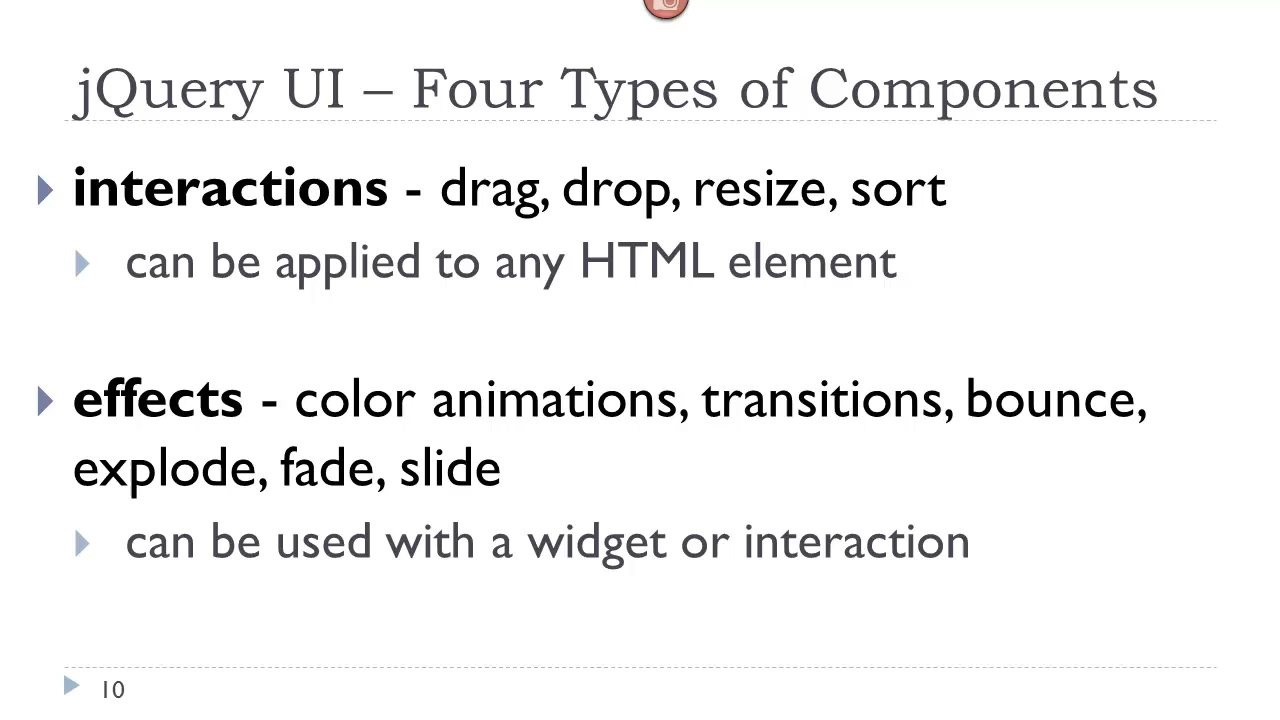 jQuery UI – Four Types of Components
interactions - drag, drop, resize, sort
can be applied to any HTML element
effects - color animations, transitions, bounce,
explode, fade, slide
can be used with a widget or interaction
10